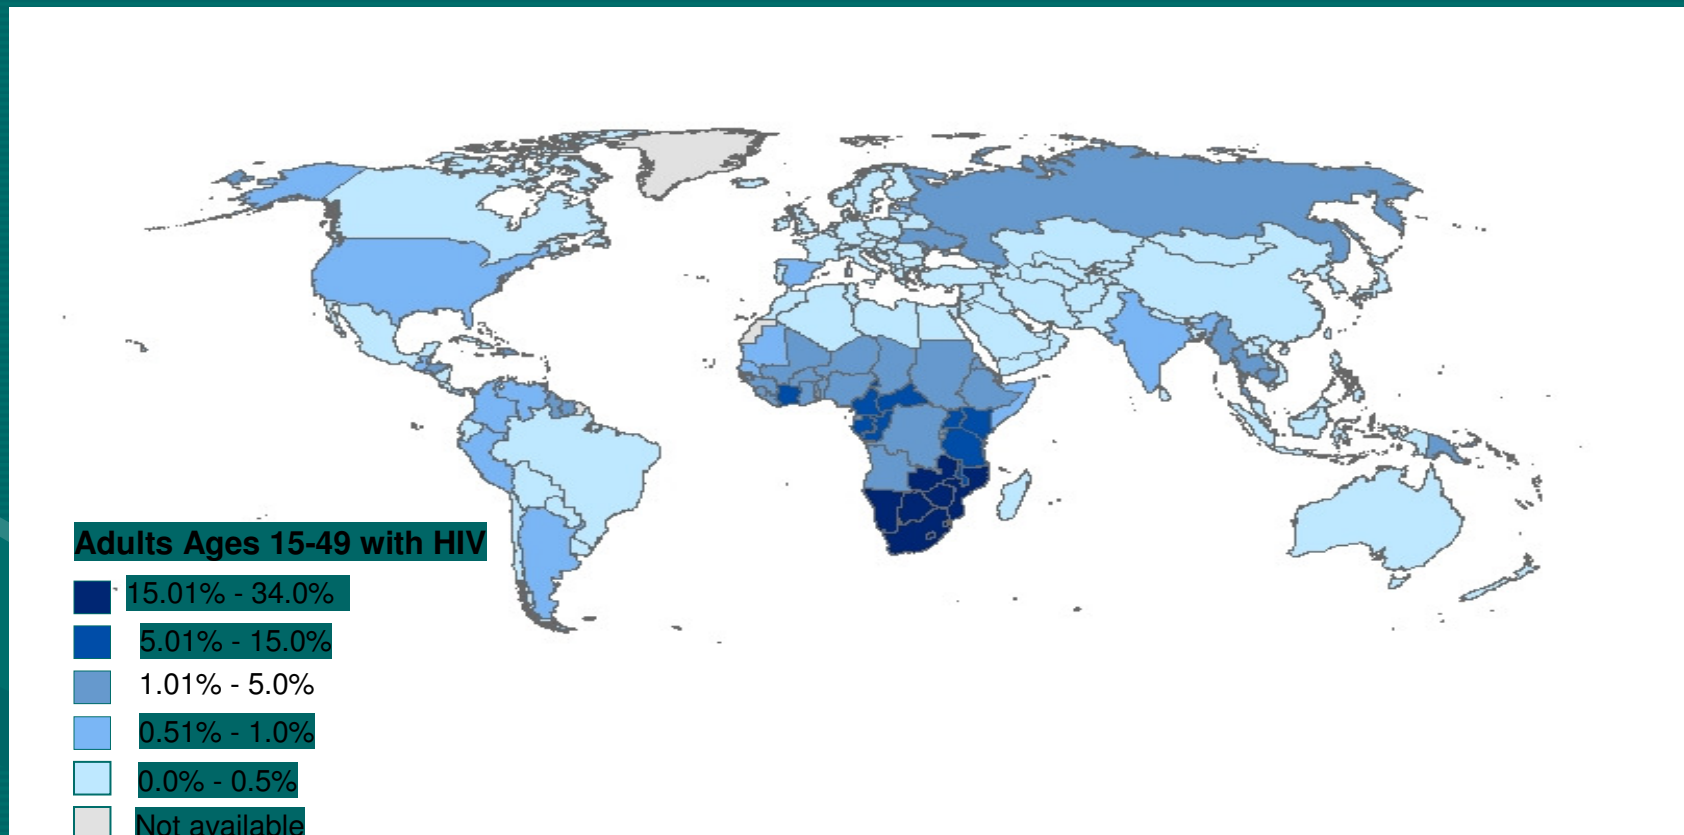 Adults Ages 15-49 with HIV
15.01% - 34.0%
5.01% - 15.0%
1.01% - 5.0%
0.51% - 1.0%
0.0% - 0.5%
Not available